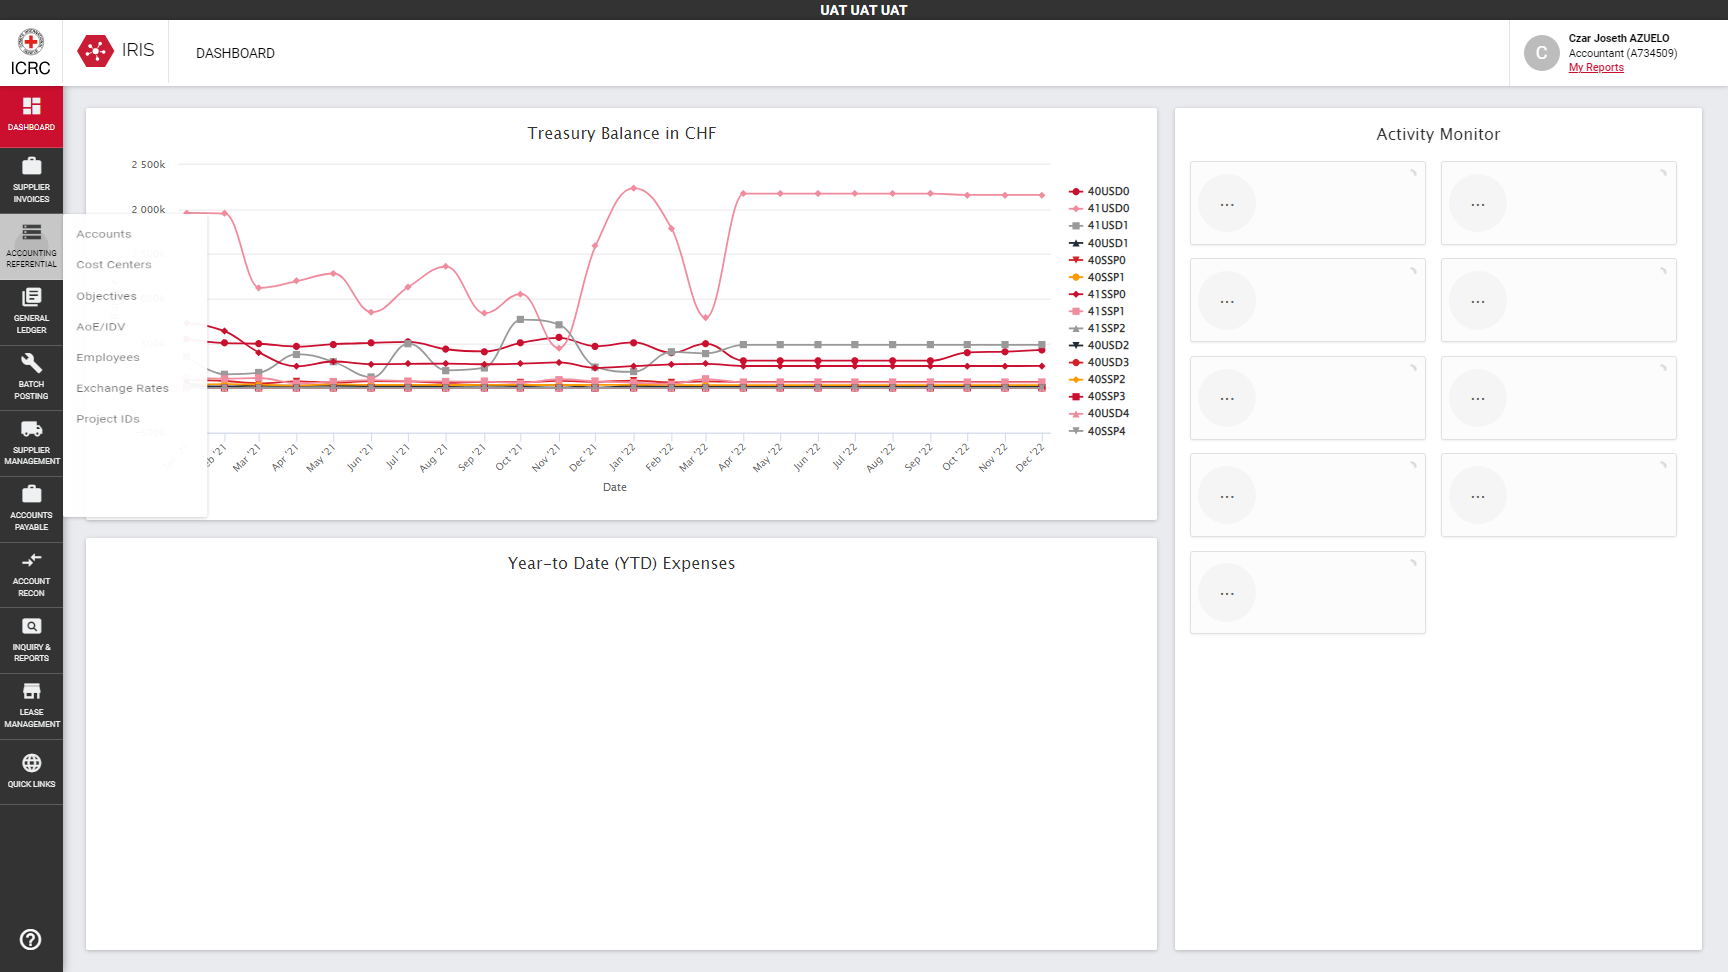 UAT UAT UAT
ICRC
IRIS
DASHBOARD
C
Czar Joseth AZUELO
Accountant (A734509)
My Reports
DASHBOARD
SUPPLIER
INVOICES
ACCOUNTING
REFERENTIAL
GENERAL
LEDGER
BATCH
POSTING
SUPPLIER
MANAGEMENT
ACCOUNTS
PAYABLE
ACCOUNT
RECON
INQUIRY &
REPORTS
LEASE
MANAGEMENT
QUICK LINKS
Accounts
Cost Centers
Objectives
AoE/IDV
Employees
Exchange Rates
Project IDs
Treasury Balance in CHF
2 500k
2 000k
Mar '21
Apr '21
May '21
Jun '21
Jul '21
Aug '21
Sep '21
Oct '21
Nov '21
Dec '21
Jan '22
Feb '22
Mar '22
Apr '22
May '22
Jun '22
Jul '22
Aug '22
Sep '22
Oct '22
Nov '22
Dec '22
Date
40USD0
41USD0
41USD1
40USD1
40SSP0
40SSP1
41SSP0
41SSP1
41SSP2
40USD2
40USD3
40SSP2
40SSP3
40USD4
40SSP4
Year-to Date (YTD) Expenses
Activity Monitor
...
...
...
...
...
...
...
...
...